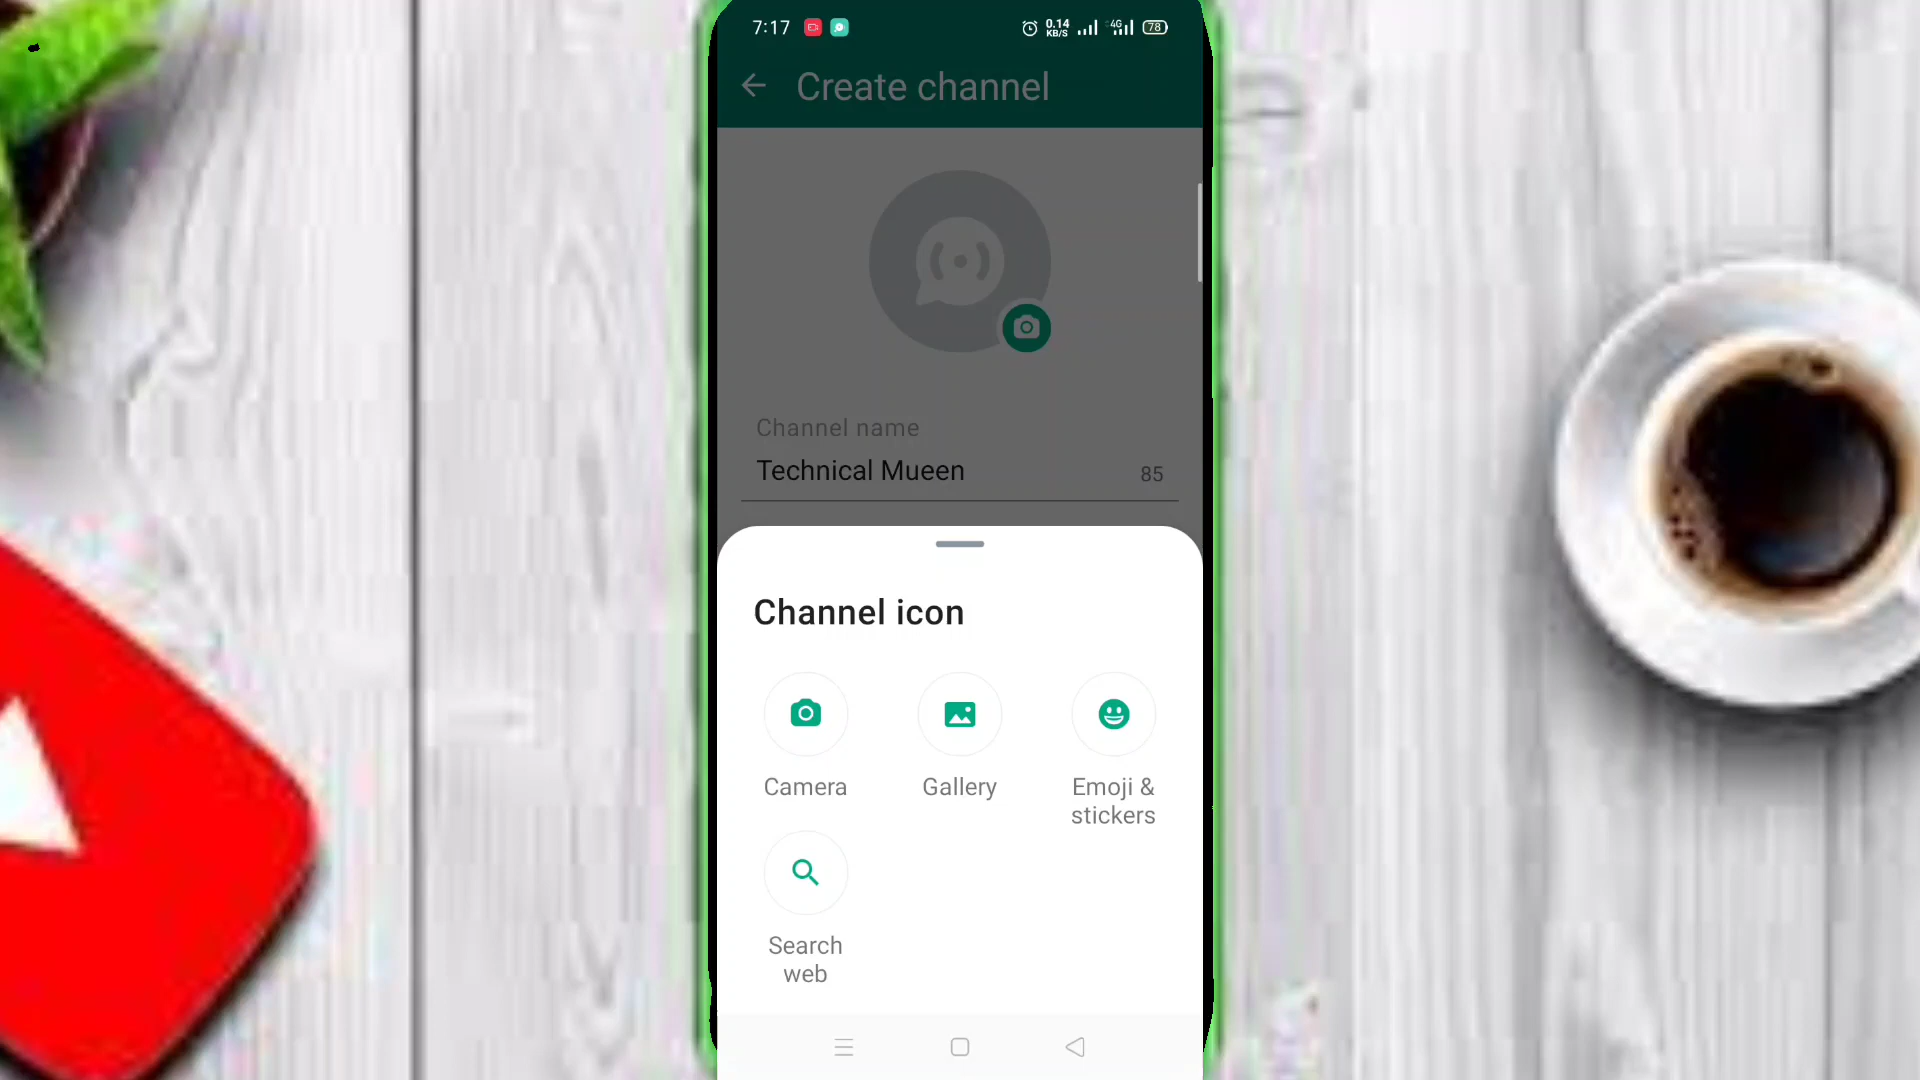 7:17
0.14
KB/S
4G
78
Create channel
Channel name
Technical Mueen
85
Channel icon
Camera
Gallery
Emoji &
stickers
Search
web